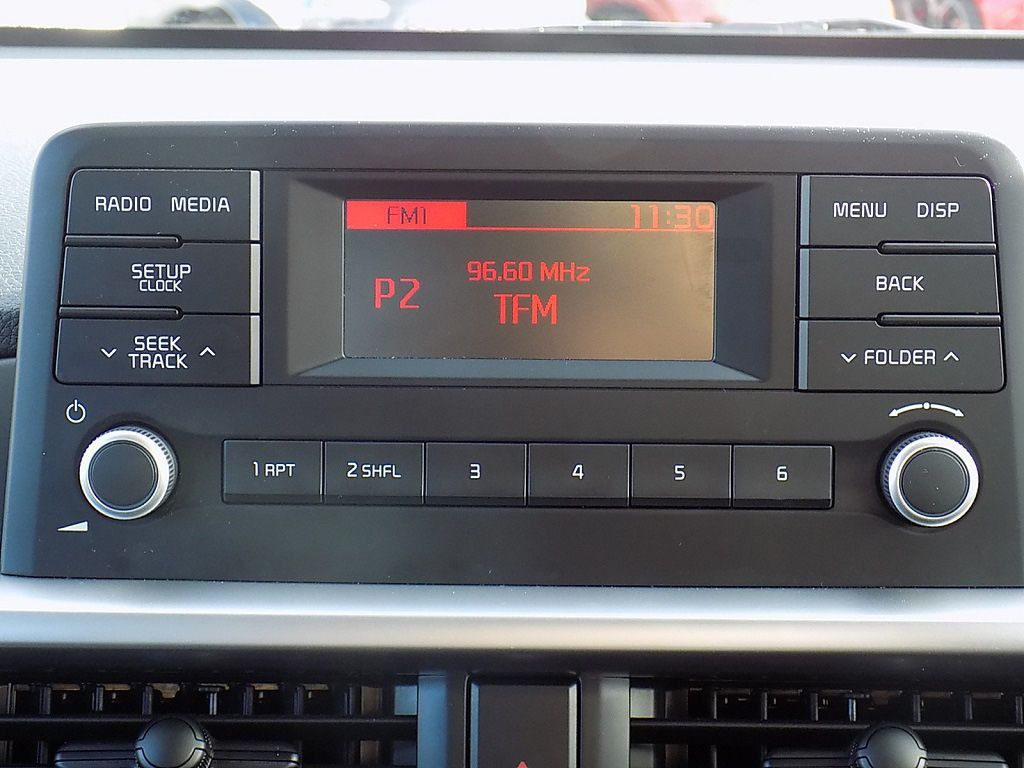 RADIO MEDIA
FM1 11:30
MENU DISP
SETUP
CLOCK
96.60 MHz
P2 TFM
BACK
SEEK
TRACK
FOLDER
1 RPT 2 SHFL 3 4 5 6